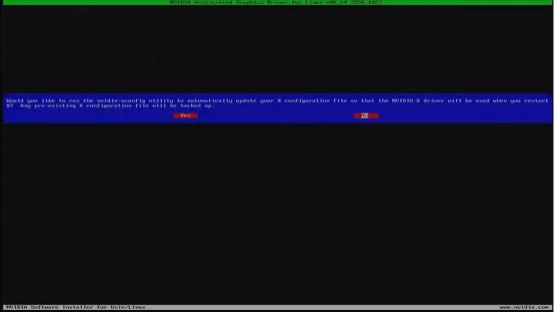 NVIDIA Accelerated Graphics Driver for Linux-x86_64
Would you like to run the nvidia-xconfig utility to automatically update your X configuration file so that the NVIDIA X driver will be used when you restart
X? Any pre-existing X configuration file will be backed up.
Yes No
NVIDIA Software Installer for Unix/Linux www.nvidia.com